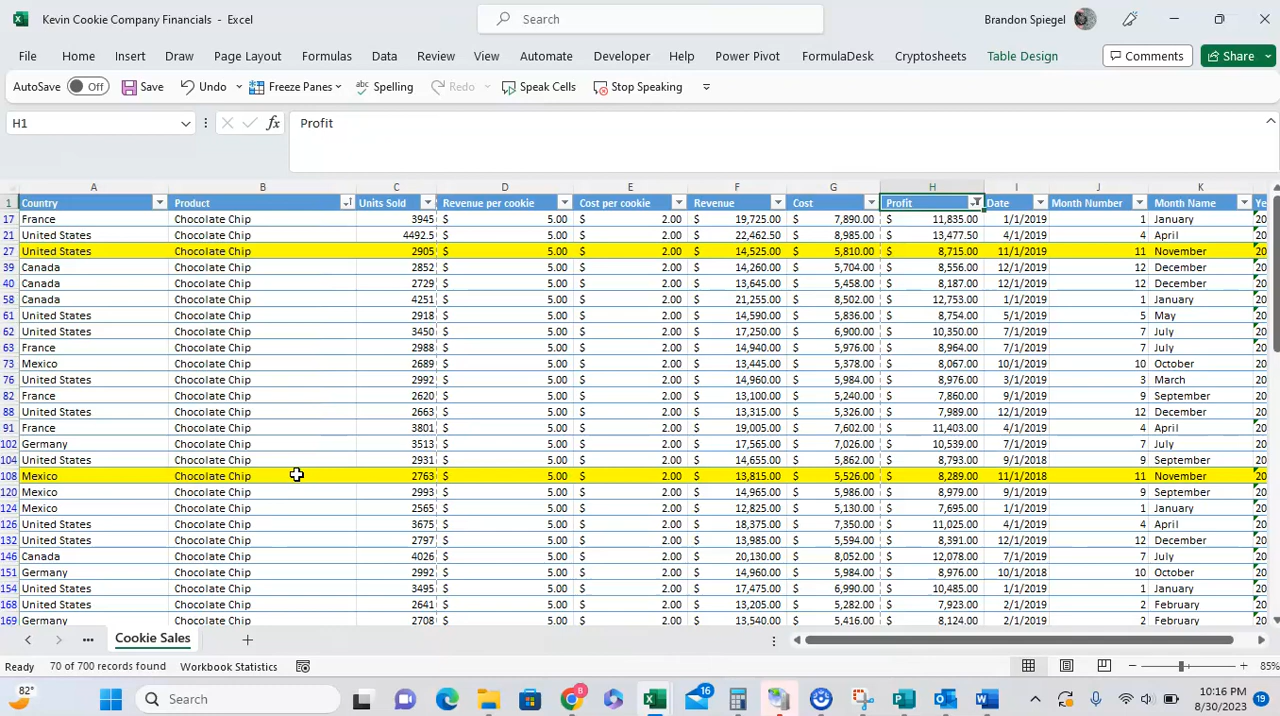 Kevin Cookie Company Financials - Excel
Search
Brandon Spiegel
File Home Insert Draw Page Layout Formulas Data Review View Automate Developer Help Power Pivot FormulaDesk Cryptosheets Table Design Comments Share
AutoSave Off Save Undo Freeze Panes abc Spelling Redo Speak Cells Stop Speaking
H1 fx Profit
A B C D E F G H I J K
1 Country Product Units Sold Revenue per cookie Cost per cookie Revenue Cost Profit Date Month Number Month Name Ye
17 France Chocolate Chip 3945 $ 5.00 $ 2.00 $ 19,725.00 $ 7,890.00 $ 11,835.00 1/1/2019 1 January 20
21 United States Chocolate Chip 4492.5 $ 5.00 $ 2.00 $ 22,462.50 $ 8,985.00 $ 13,477.50 4/1/2019 4 April 20
27 United States Chocolate Chip 2905 $ 5.00 $ 2.00 $ 14,525.00 $ 5,810.00 $ 8,715.00 11/1/2019 11 November 20
39 Canada Chocolate Chip 2852 $ 5.00 $ 2.00 $ 14,260.00 $ 5,704.00 $ 8,556.00 12/1/2019 12 December 20
40 Canada Chocolate Chip 2729 $ 5.00 $ 2.00 $ 13,645.00 $ 5,458.00 $ 8,187.00 12/1/2019 12 December 20
58 Canada Chocolate Chip 4251 $ 5.00 $ 2.00 $ 21,255.00 $ 8,502.00 $ 12,753.00 1/1/2019 1 January 20
61 United States Chocolate Chip 2918 $ 5.00 $ 2.00 $ 14,590.00 $ 5,836.00 $ 8,754.00 5/1/2019 5 May 20
62 United States Chocolate Chip 3450 $ 5.00 $ 2.00 $ 17,250.00 $ 6,900.00 $ 10,350.00 7/1/2019 7 July 20
63 France Chocolate Chip 2988 $ 5.00 $ 2.00 $ 14,940.00 $ 5,976.00 $ 8,964.00 7/1/2019 7 July 20
73 Mexico Chocolate Chip 2689 $ 5.00 $ 2.00 $ 13,445.00 $ 5,378.00 $ 8,067.00 10/1/2019 10 October 20
76 United States Chocolate Chip 2992 $ 5.00 $ 2.00 $ 14,960.00 $ 5,984.00 $ 8,976.00 3/1/2019 3 March 20
82 France Chocolate Chip 2620 $ 5.00 $ 2.00 $ 13,100.00 $ 5,240.00 $ 7,860.00 9/1/2019 9 September 20
88 United States Chocolate Chip 2663 $ 5.00 $ 2.00 $ 13,315.00 $ 5,326.00 $ 7,989.00 12/1/2019 12 December 20
91 France Chocolate Chip 3801 $ 5.00 $ 2.00 $ 19,005.00 $ 7,602.00 $ 11,403.00 4/1/2019 4 April 20
102 Germany Chocolate Chip 3513 $ 5.00 $ 2.00 $ 17,565.00 $ 7,026.00 $ 10,539.00 7/1/2019 7 July 20
104 United States Chocolate Chip 2931 $ 5.00 $ 2.00 $ 14,655.00 $ 5,862.00 $ 8,793.00 9/1/2018 9 September 20
108 Mexico Chocolate Chip 2763 $ 5.00 $ 2.00 $ 13,815.00 $ 5,526.00 $ 8,289.00 11/1/2018 11 November 20
120 Mexico Chocolate Chip 2993 $ 5.00 $ 2.00 $ 14,965.00 $ 5,986.00 $ 8,979.00 9/1/2019 9 September 20
124 Mexico Chocolate Chip 2565 $ 5.00 $ 2.00 $ 12,825.00 $ 5,130.00 $ 7,695.00 1/1/2019 1 January 20
126 United States Chocolate Chip 3675 $ 5.00 $ 2.00 $ 18,375.00 $ 7,350.00 $ 11,025.00 4/1/2019 4 April 20
132 United States Chocolate Chip 2797 $ 5.00 $ 2.00 $ 13,985.00 $ 5,594.00 $ 8,391.00 12/1/2019 12 December 20
146 Canada Chocolate Chip 4026 $ 5.00 $ 2.00 $ 20,130.00 $ 8,052.00 $ 12,078.00 7/1/2019 7 July 20
151 Germany Chocolate Chip 2992 $ 5.00 $ 2.00 $ 14,960.00 $ 5,984.00 $ 8,976.00 10/1/2018 10 October 20
154 United States Chocolate Chip 3495 $ 5.00 $ 2.00 $ 17,475.00 $ 6,990.00 $ 10,485.00 1/1/2019 1 January 20
168 United States Chocolate Chip 2641 $ 5.00 $ 2.00 $ 13,205.00 $ 5,282.00 $ 7,923.00 2/1/2019 2 February 20
169 Germany Chocolate Chip 2708 $ 5.00 $ 2.00 $ 13,540.00 $ 5,416.00 $ 8,124.00 2/1/2019 2 February 20
Cookie Sales
Ready 70 of 700 records found Workbook Statistics 85%
82° Search 8 16 10:16 PM
8/30/2023 19